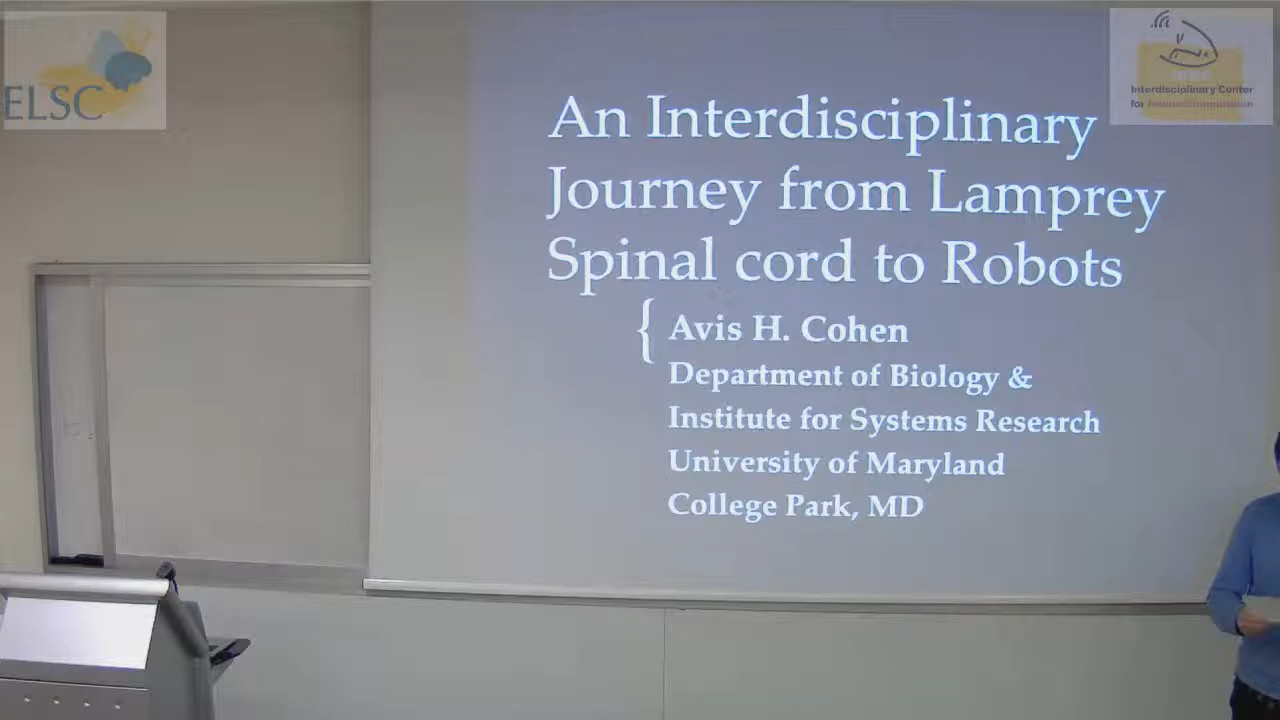 ELSC
Interdisciplinary Center
An Interdisciplinary
Journey from Lamprey
Spinal cord to Robots
{ Avis H. Cohen
Department of Biology &
Institute for Systems Research
University of Maryland
College Park, MD